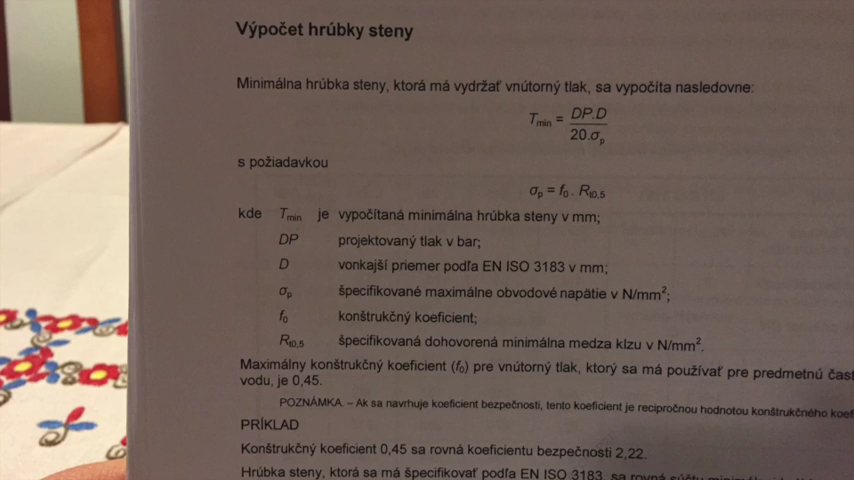 Výpočet hrúbky steny
Minimálna hrúbka steny, ktorá má vydržať vnútorný tlak, sa vypočíta nasledovne:
Tmin = DP.D / 20.σp
s požiadavkou
σp = f0 . Rt0,5
kde Tmin je vypočítaná minimálna hrúbka steny v mm;
DP projektovaný tlak v bar;
D vonkajší priemer podľa EN ISO 3183 v mm;
σp špecifikované maximálne obvodové napätie v N/mm²;
f0 konštrukčný koeficient;
Rt0,5 špecifikovaná dohovorená minimálna medza klzu v N/mm².
Maximálny konštrukčný koeficient (f0) pre vnútorný tlak, ktorý sa má používať pre predmetnú časť
vodu, je 0,45.
POZNÁMKA. – Ak sa navrhuje koeficient bezpečnosti, tento koeficient je recipročnou hodnotou konštrukčného koef
PRÍKLAD
Konštrukčný koeficient 0,45 sa rovná koeficientu bezpečnosti 2,22.
Hrúbka steny, ktorá sa má špecifikovať podľa EN ISO 3183, sa rovná súčtu